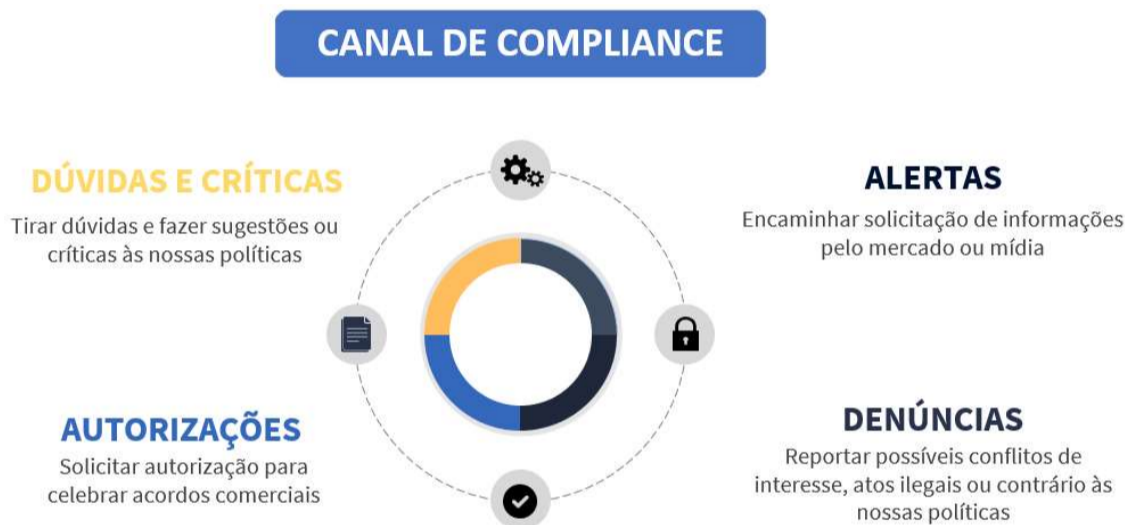 CANAL DE COMPLIANCE
DÚVIDAS E CRÍTICAS
Tirar dúvidas e fazer sugestões ou
críticas às nossas políticas
ALERTAS
Encaminhar solicitação de informações
pelo mercado ou mídia
AUTORIZAÇÕES
Solicitar autorização para
celebrar acordos comerciais
DENÚNCIAS
Reportar possíveis conflitos de
interesse, atos ilegais ou contrário às
nossas políticas